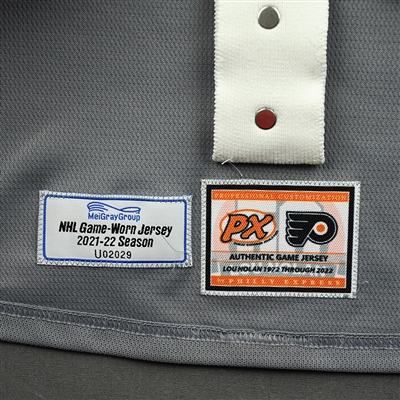 MeiGrayGroup
NHL Game-Worn Jersey
2021-22 Season
U02029
PROFESSIONAL CUSTOMIZATION
PX
AUTHENTIC GAME JERSEY
LOU NOLAN 1972 THROUGH 2022
by PHILLY EXPRESS